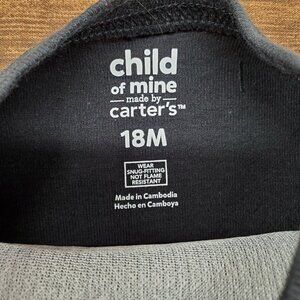 child
of mine
made by
carter's™
18M
WEAR
SNUG-FITTING
NOT FLAME
RESISTANT
Made in Cambodia
Hecho en Camboya